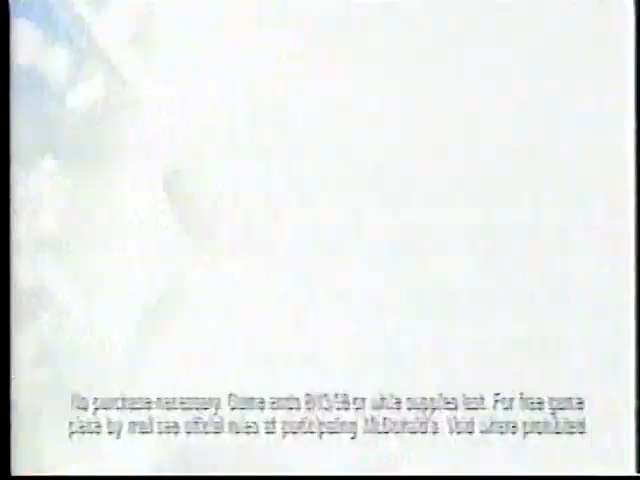 No purchase necessary. Game ends or while supplies last. For free game
piece by mail see official rules at participating McDonald's. Void where prohibited